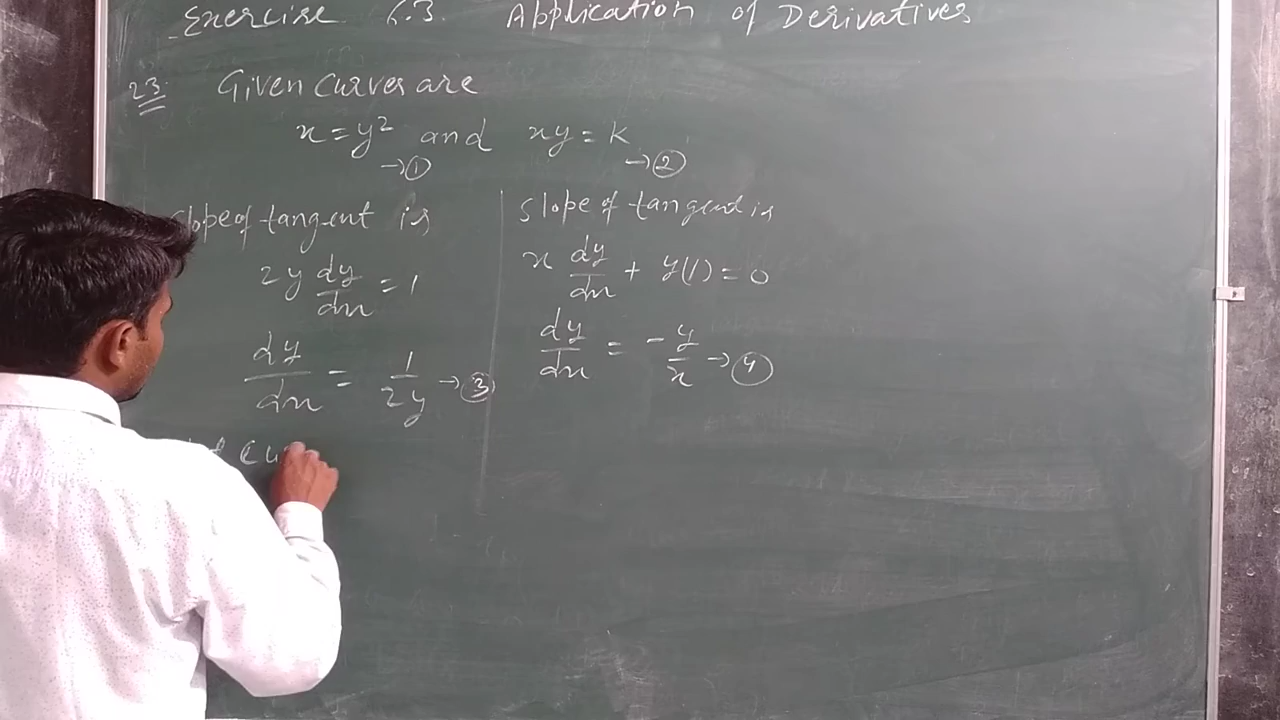 Exercise 6.3. Application of Derivatives
23. Given Curves are
x = y² and xy = k
→① →②
slope of tangent is
2y dy/dx = 1
dy/dx = 1/2y → ③
slope of tangent is
x dy/dx + y(1) = 0
dy/dx = -y/x → ④